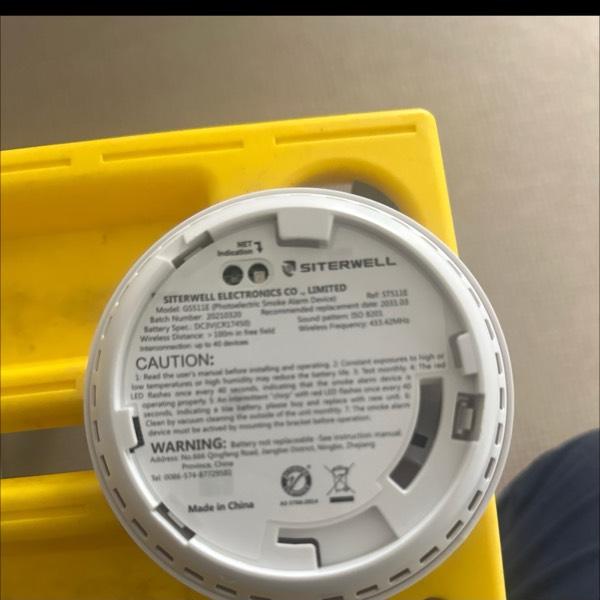 NET
Indication
SITERWELL
SITERWELL ELECTRONICS CO ., LIMITED
Model: GS511E (Photoelectric Smoke Alarm Device) Ref: ST511E
Batch Number: 20210320 Recommended replacement date: 2031.03
Battery Spec.: DC3V(CR17450) Sound pattern: ISO 8201
Wireless Distance: > 100m in free field Wireless Frequency: 433.42MHz
Interconnection: up to 40 devices
CAUTION:
1: Read the user's manual before installing and operating. 2: Constant exposures to high or
low temperatures or high humidity may reduce the battery life. 3: Test monthly. 4: The red
LED flashes once every 40 seconds, indicating that the smoke alarm device is
operating properly. 5: An intermittent "chirp" with red LED flashes once every 40
seconds, indicating a low battery, please buy and replace with new unit. 6:
Clean by vacuum cleaning the outside of the unit monthly. 7: The smoke alarm
device must be activated by mounting the bracket before operation.
WARNING: Battery not replaceable -See instruction manual.
Address: No.666 Qingfeng Road, Jiangbei District, Ningbo, Zhejiang
Province, China
Tel: 0086-574-87729581
Made in China
AS 3786:2014